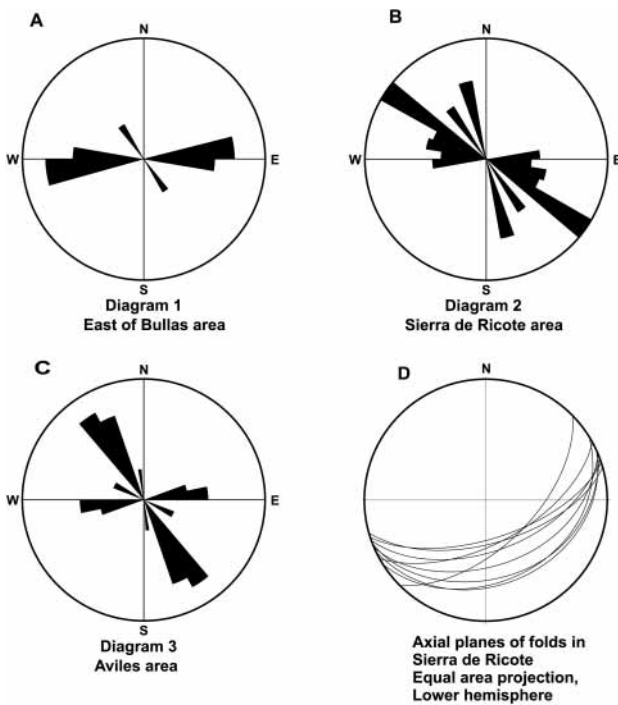 A
N
W
E
S
Diagram 1
East of Bullas area
B
N
W
E
S
Diagram 2
Sierra de Ricote area
C
N
W
E
S
Diagram 3
Aviles area
D
N
Axial planes of folds in
Sierra de Ricote
Equal area projection,
Lower hemisphere